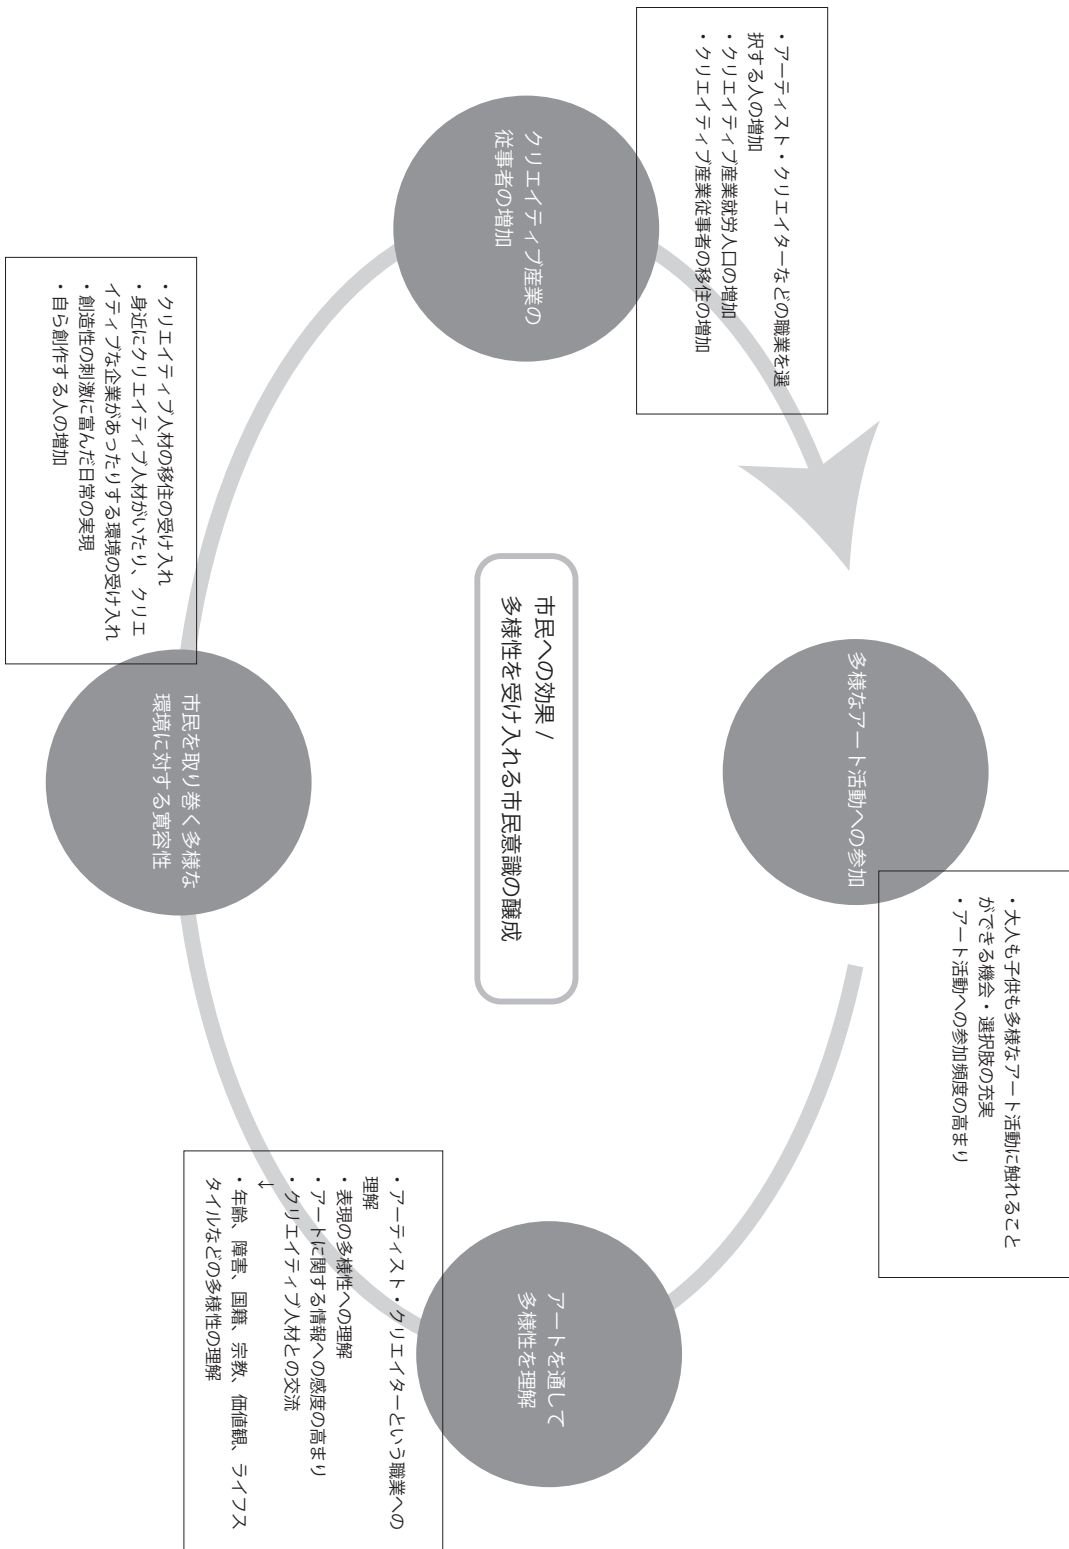 市民への効果 /
多様性を受け入れる市民意識の醸成
多様なアート活動への参加
・大人も子供も多様なアート活動に触れること
ができる機会・選択肢の充実
・アート活動への参加頻度の高まり
アートを通して
多様性を理解
・アーティスト・クリエイターという職業への
理解
・表現の多様性への理解
・アートに関する情報への感度の高まり
・クリエイティブ人材との交流
↓
・年齢、障害、国籍、宗教、価値観、ライフス
タイルなどの多様性の理解
市民を取り巻く多様な
環境に対する寛容性
・クリエイティブ人材の移住の受け入れ
・身近にクリエイティブ人材がいたり、クリエ
イティブな企業があったりする環境の受け入れ
・創造性の刺激に富んだ日常の実現
・自ら創作する人の増加
クリエイティブ産業の
従事者の増加
・アーティスト・クリエイターなどの職業を選
択する人の増加
・クリエイティブ産業就労人口の増加
・クリエイティブ産業従事者の移住の増加